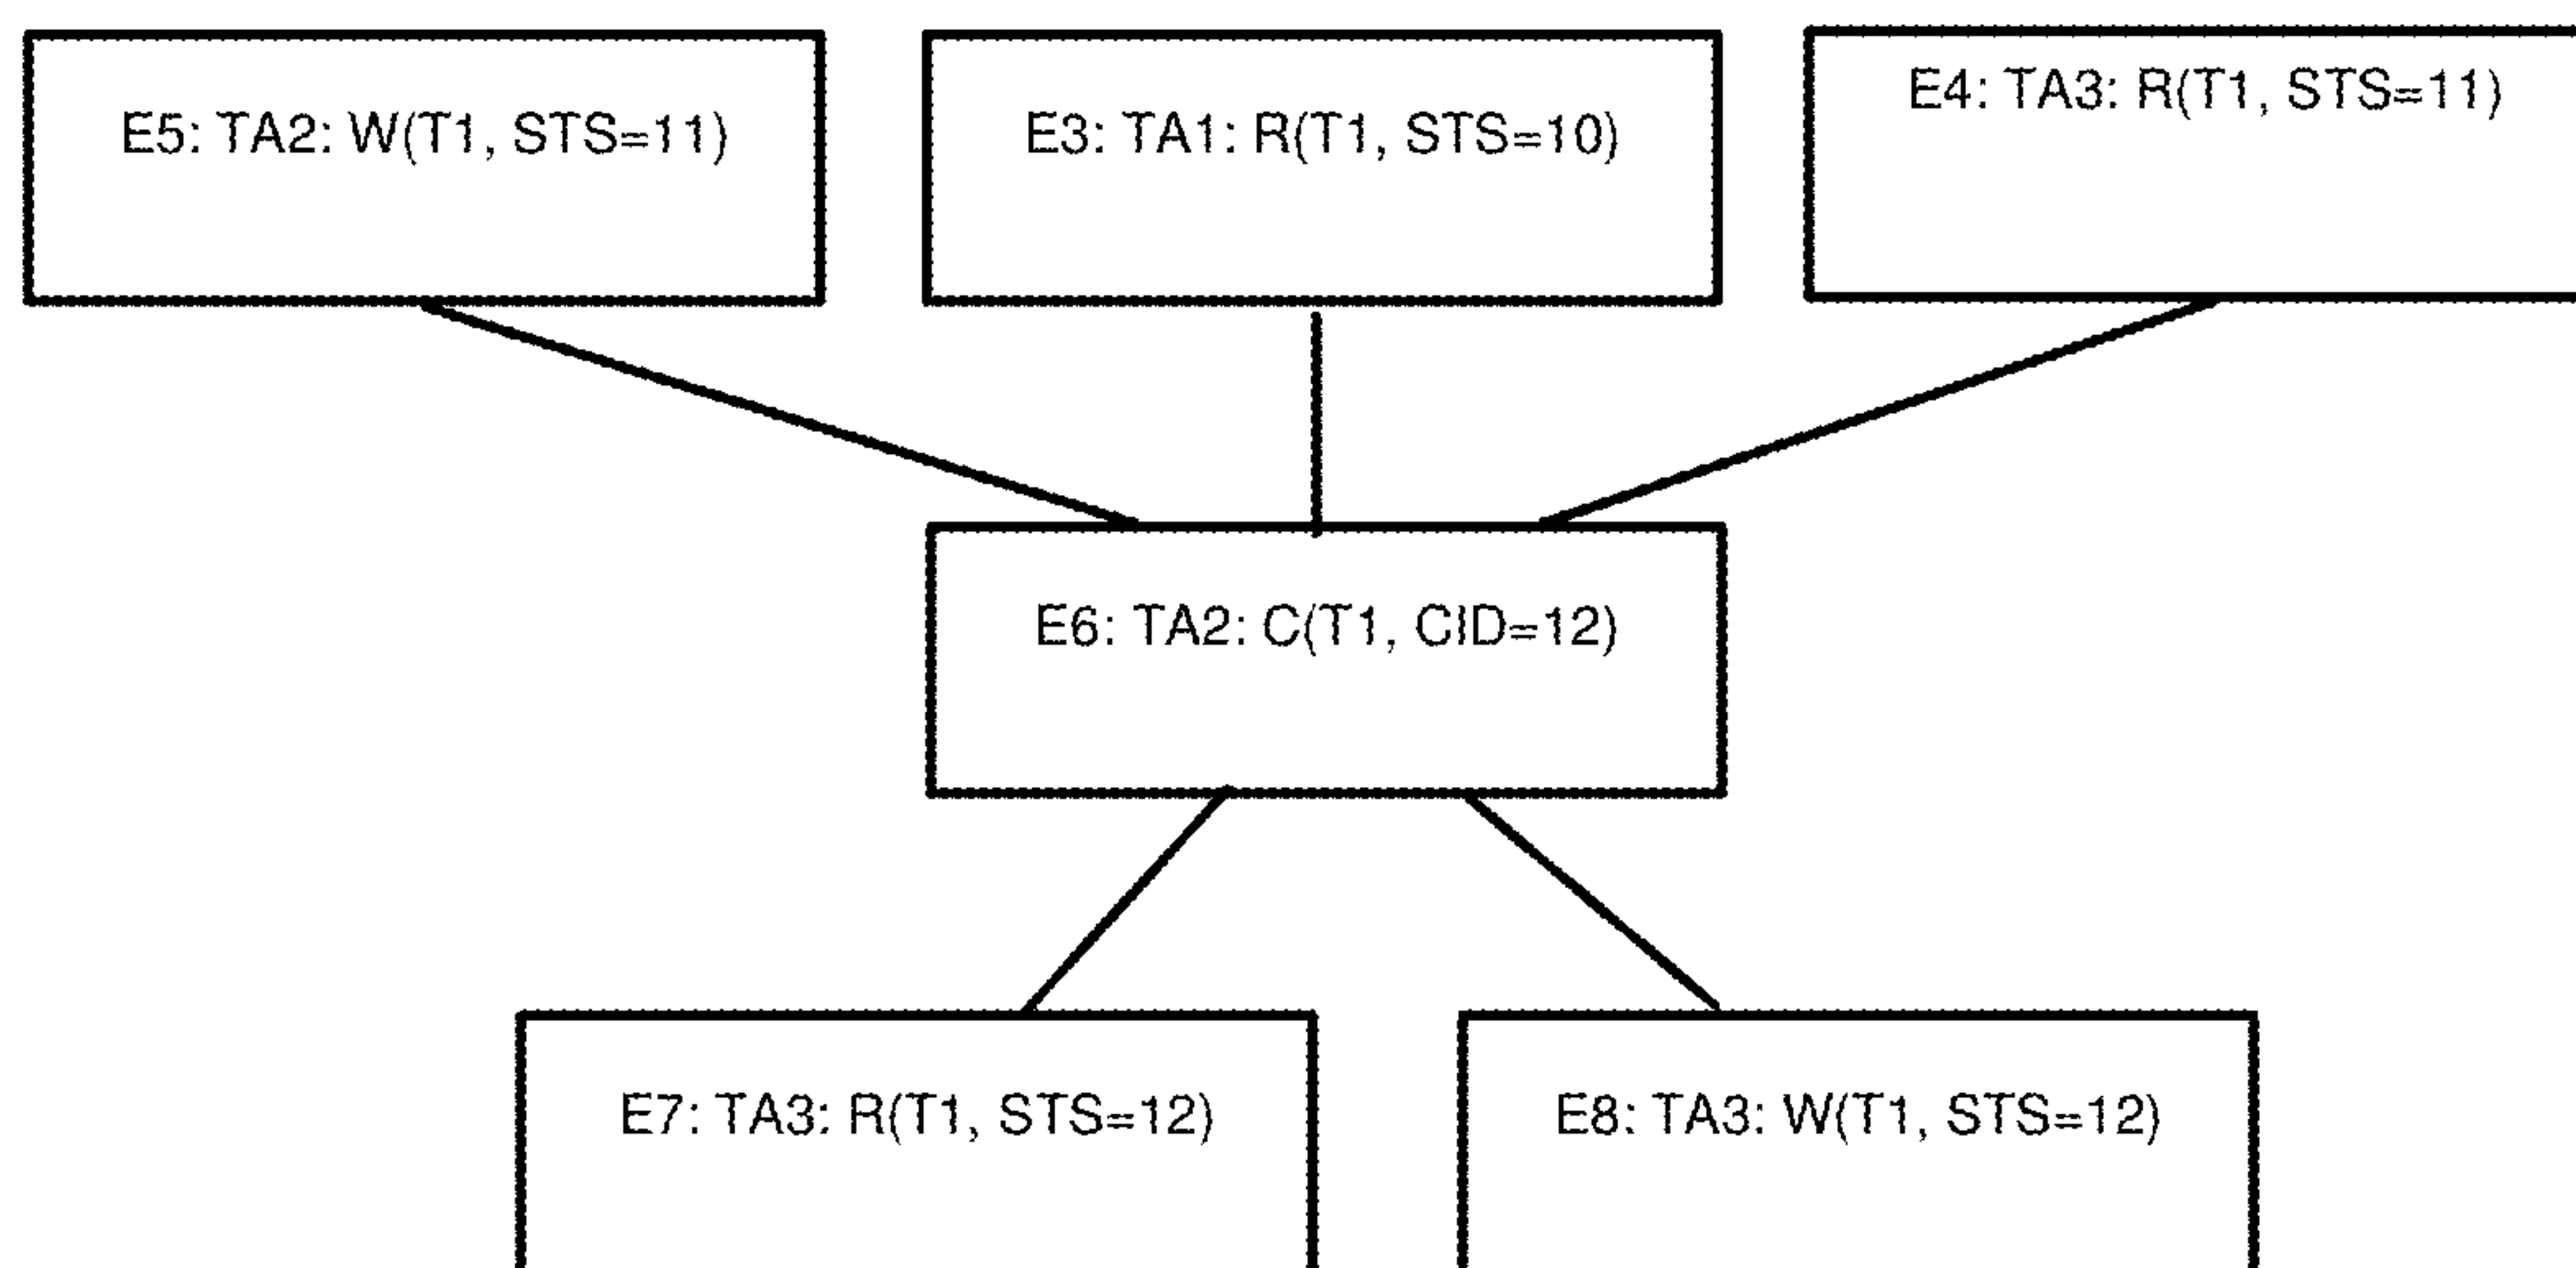 E5: TA2: W(T1, STS=11)
E3: TA1: R(T1, STS=10)
E4: TA3: R(T1, STS=11)
E6: TA2: C(T1, CID=12)
E7: TA3: R(T1, STS=12)
E8: TA3: W(T1, STS=12)